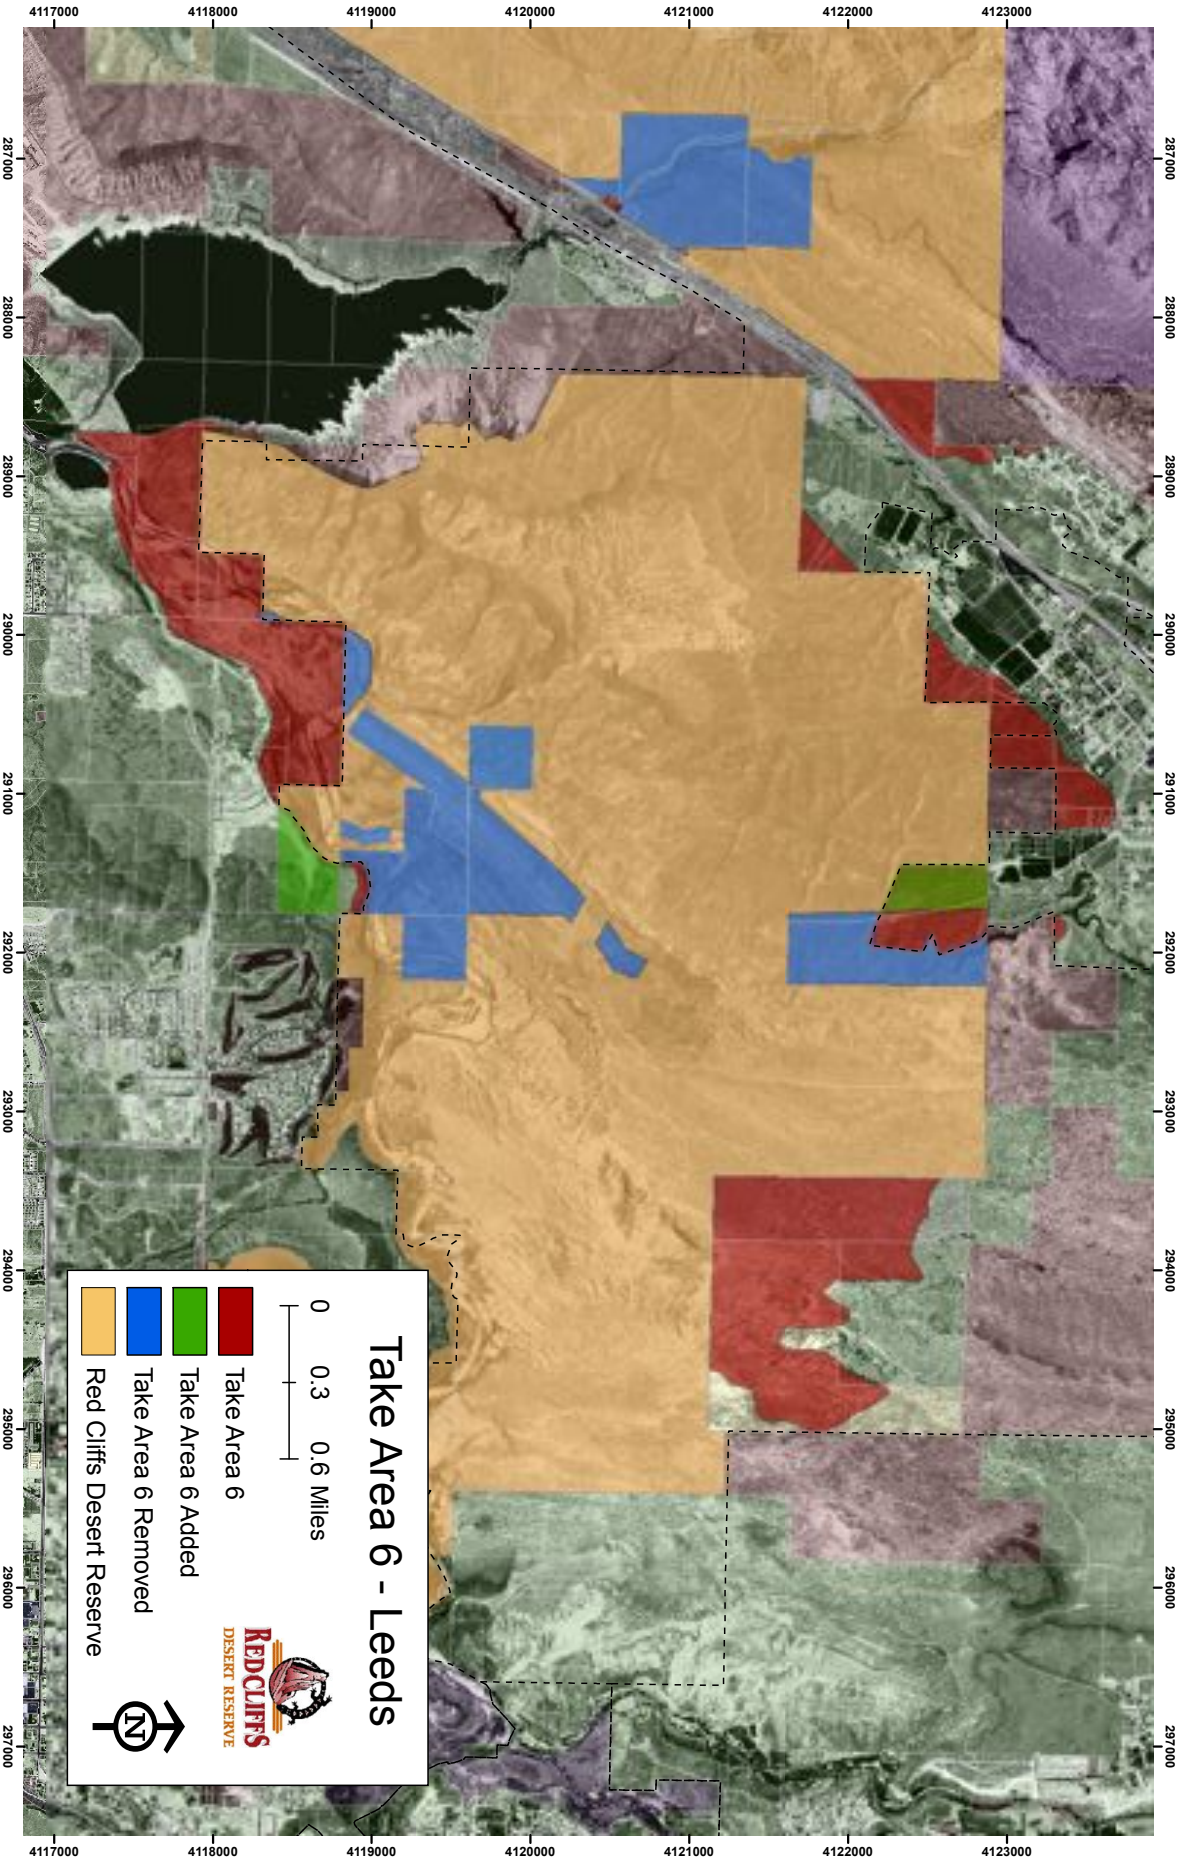 4117000 4118000 4119000 4120000 4121000 4122000 4123000
287000 287000
288000 288000
289000 289000
290000 290000
291000 291000
292000 292000
293000 293000
294000 294000
295000 295000
296000 296000
297000 297000
Take Area 6 - Leeds
0 0.3 0.6 Miles
Take Area 6
Take Area 6 Added
Take Area 6 Removed
Red Cliffs Desert Reserve
REDCLIFFS
DESERT RESERVE
N
4117000 4118000 4119000 4120000 4121000 4122000 4123000